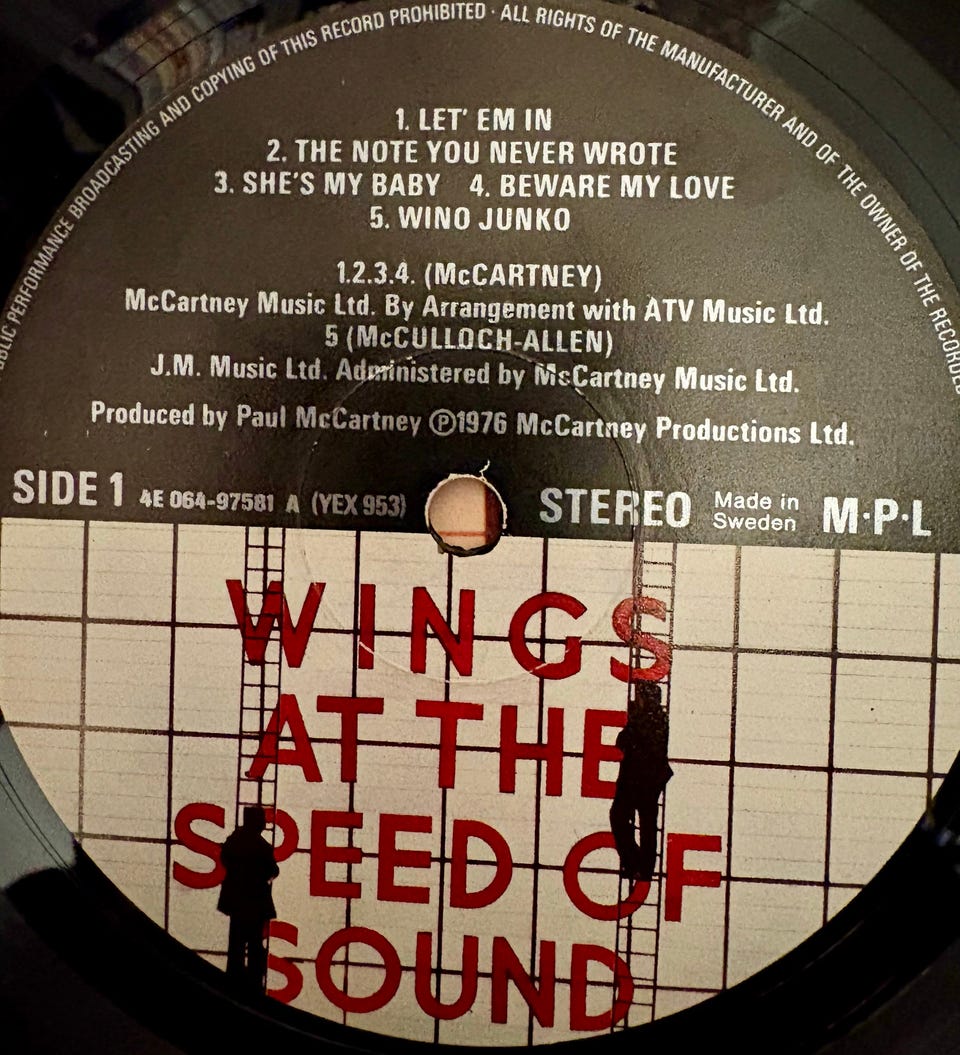 PUBLIC PERFORMANCE BROADCASTING AND COPYING OF THIS RECORD PROHIBITED · ALL RIGHTS OF THE MANUFACTURER AND OF THE OWNER OF THE RECORDED
1. LET' EM IN
2. THE NOTE YOU NEVER WROTE
3. SHE'S MY BABY 4. BEWARE MY LOVE
5. WINO JUNKO
1.2.3.4. (McCARTNEY)
McCartney Music Ltd. By Arrangement with ATV Music Ltd.
5 (McCULLOCH-ALLEN)
J.M. Music Ltd. Administered by McCartney Music Ltd.
Produced by Paul McCartney ℗1976 McCartney Productions Ltd.
SIDE 1 4E 064-97581 A (YEX 953) STEREO Made in Sweden M·P·L
WINGS
AT THE
SPEED OF
SOUND